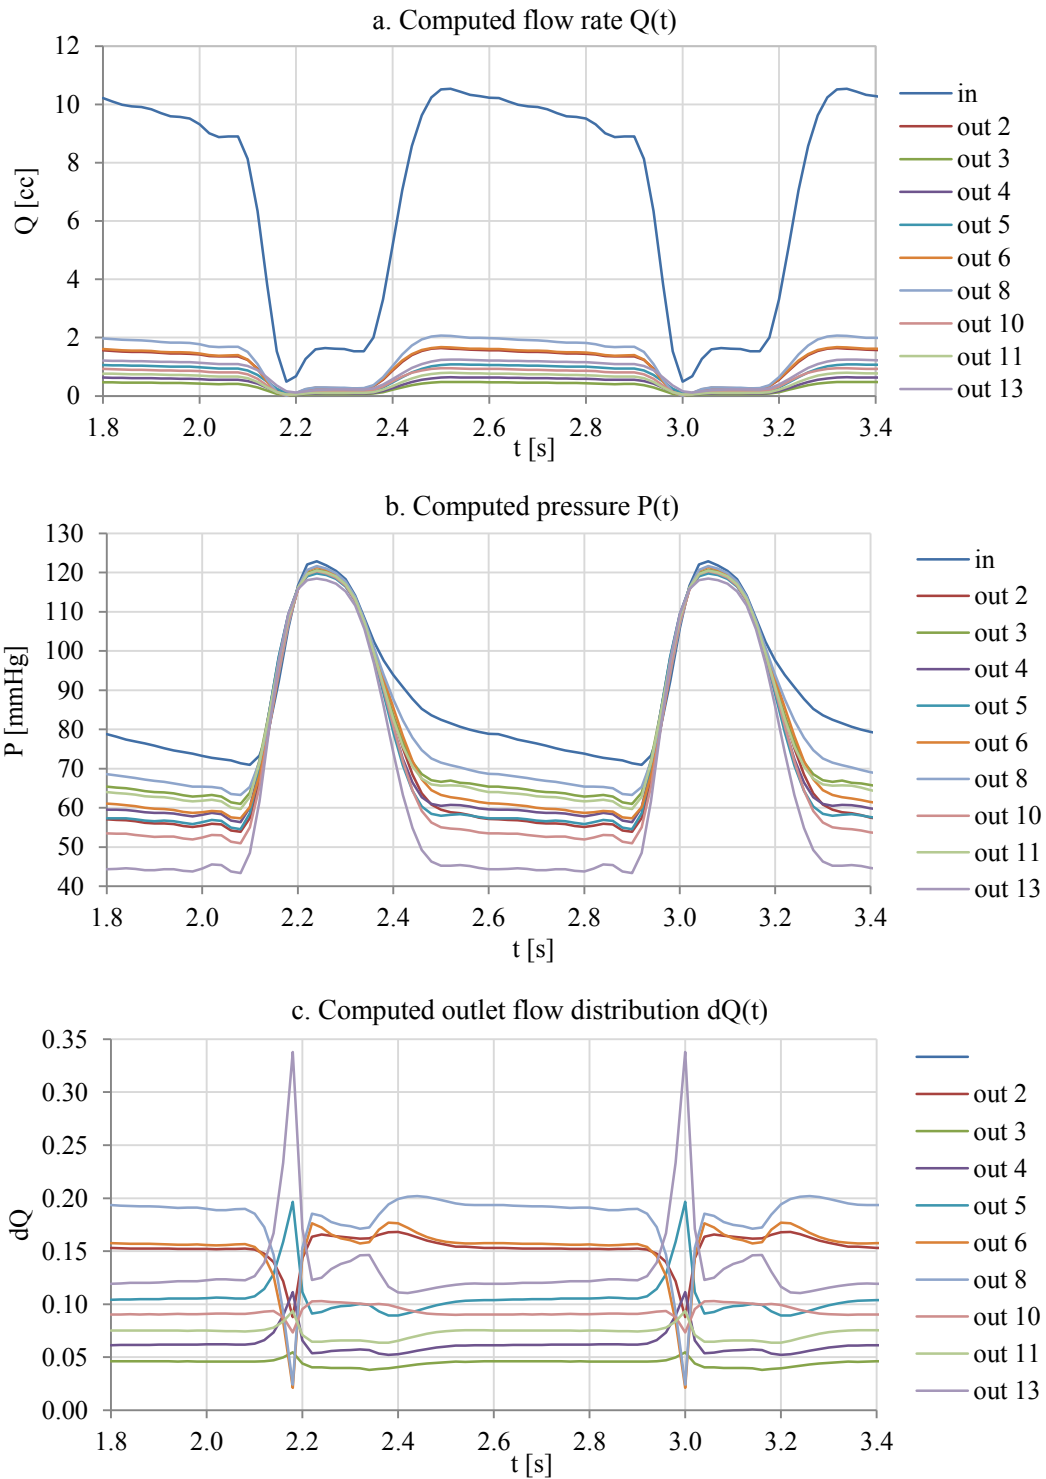 a. Computed flow rate Q(t)
12
10
8
6
4
2
0
Q [cc]
1.8 2.0 2.2 2.4 2.6 2.8 3.0 3.2 3.4
t [s]
in
out 2
out 3
out 4
out 5
out 6
out 8
out 10
out 11
out 13
b. Computed pressure P(t)
130
120
110
100
90
80
70
60
50
40
P [mmHg]
1.8 2.0 2.2 2.4 2.6 2.8 3.0 3.2 3.4
t [s]
in
out 2
out 3
out 4
out 5
out 6
out 8
out 10
out 11
out 13
c. Computed outlet flow distribution dQ(t)
0.35
0.30
0.25
0.20
0.15
0.10
0.05
0.00
dQ
1.8 2.0 2.2 2.4 2.6 2.8 3.0 3.2 3.4
t [s]
out 2
out 3
out 4
out 5
out 6
out 8
out 10
out 11
out 13